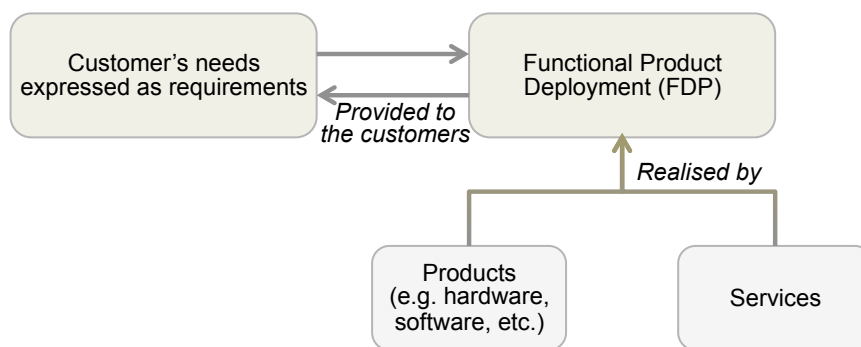 Customer’s needs
expressed as requirements
Functional Product
Deployment (FDP)
Provided to
the customers
Realised by
Products
(e.g. hardware,
software, etc.)
Services